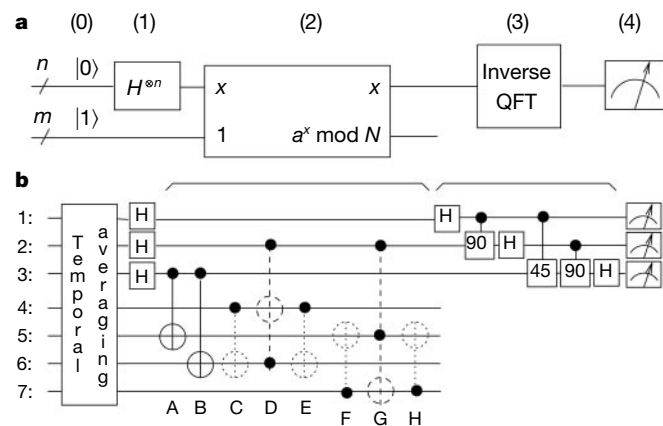 a (0) (1) (2) (3) (4)
n |0⟩ H⊗n x x Inverse QFT
m |1⟩ 1 aˣ mod N
b
Temporal averaging
1: H H
2: H 90 H
3: H 45 90 H
4:
5:
6:
7:
A B C D E F G H